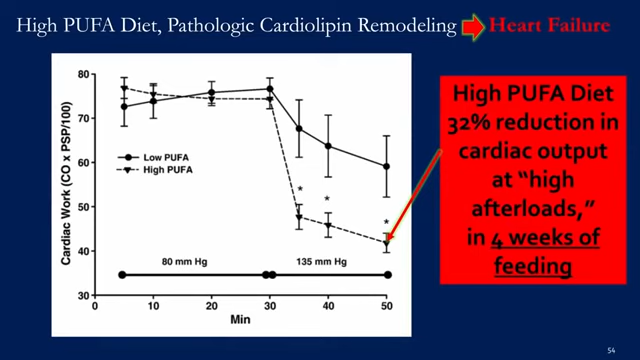 High PUFA Diet, Pathologic Cardiolipin Remodeling Heart Failure
80
70
60
50
40
30
Cardiac Work (CO x PSP/100)
Low PUFA
High PUFA
*
*
*
80 mm Hg
135 mm Hg
0
10
20
30
40
50
Min
High PUFA Diet
32% reduction in
cardiac output
at “high
afterloads,”
in 4 weeks of
feeding
54